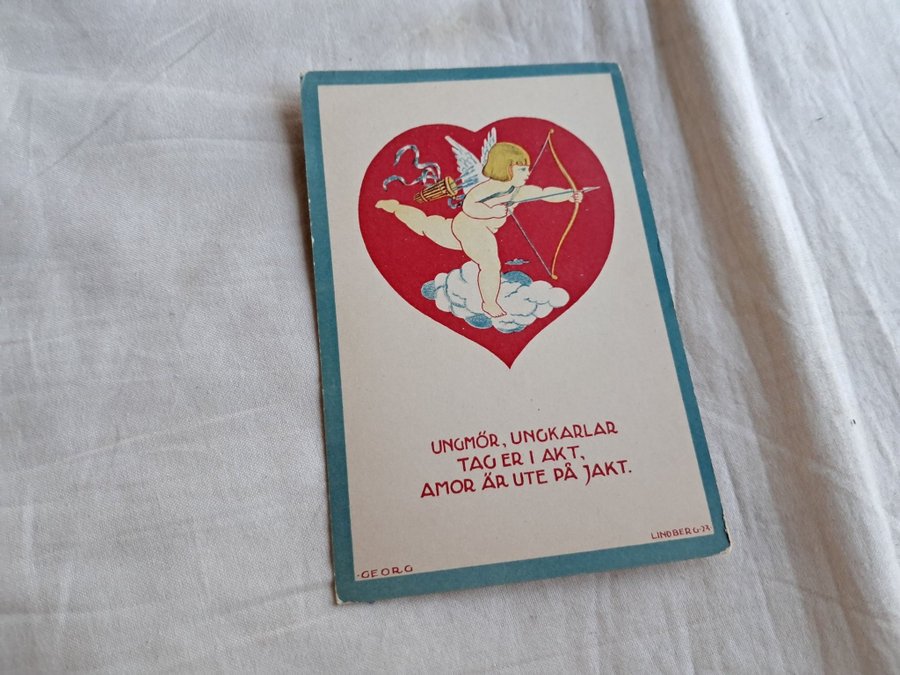 UNGMÖR, UNGKARLAR
TAG ER I AKT,
AMOR ÄR UTE PÅ JAKT.
GEORG LINDBERG